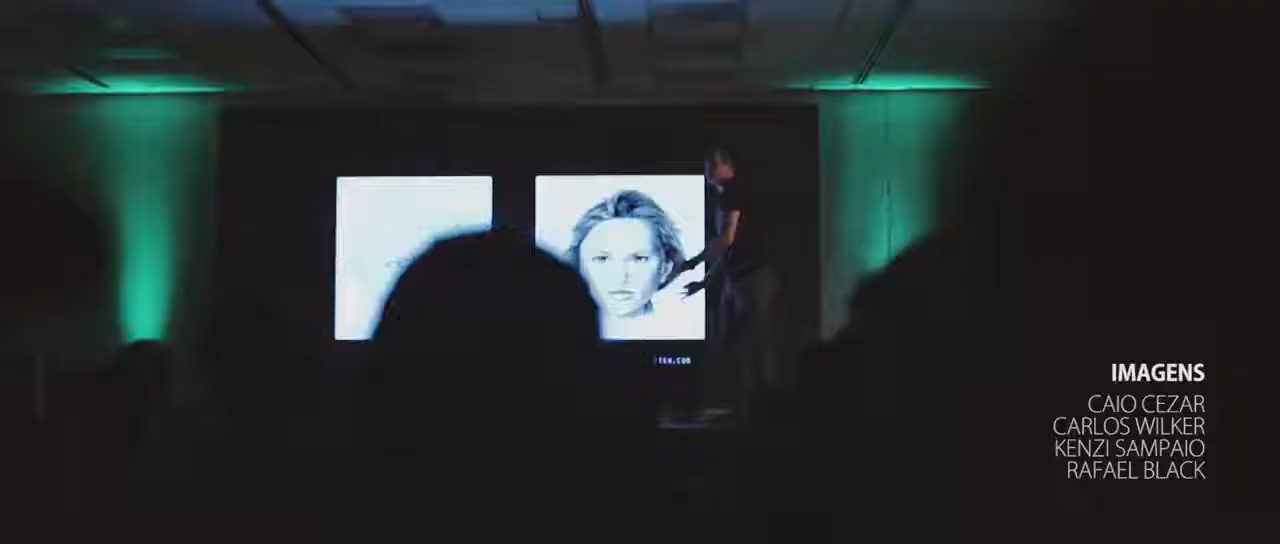 IMAGENS
CAIO CEZAR
CARLOS WILKER
KENZI SAMPAIO
RAFAEL BLACK